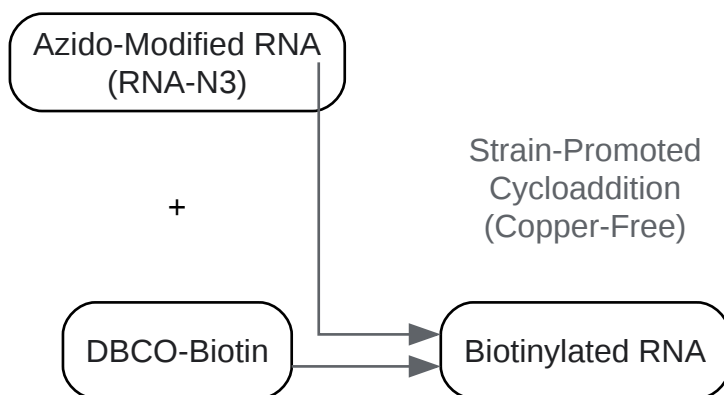 Azido-Modified RNA
(RNA-N3)
Strain-Promoted
Cycloaddition
(Copper-Free)
+
DBCO-Biotin
Biotinylated RNA